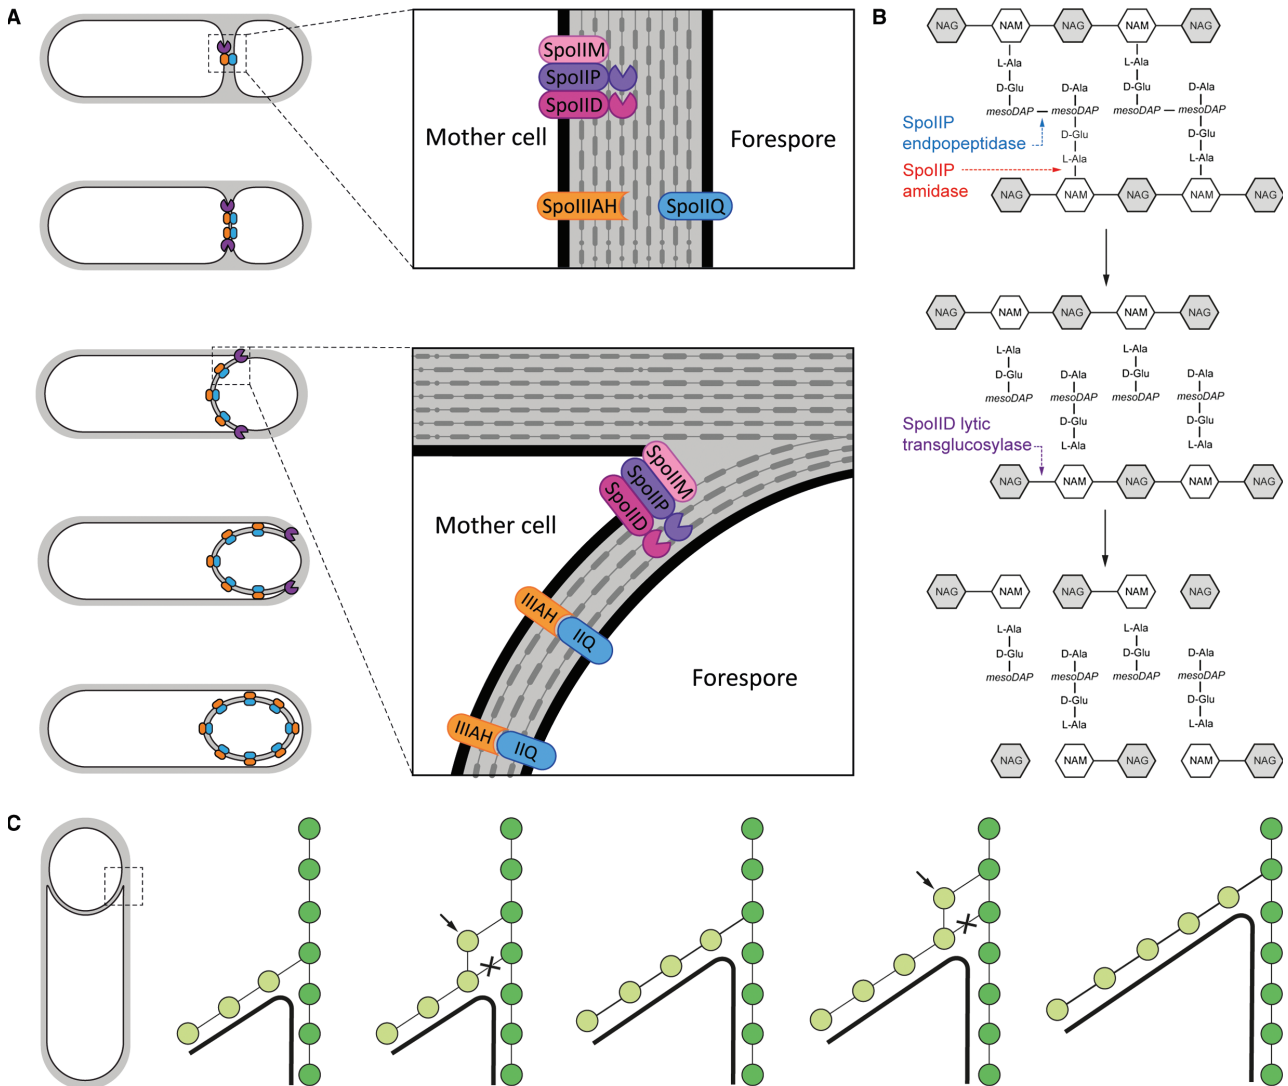 A
SpoIIM
SpoIIP
SpoIID
Mother cell
Forespore
SpoIIIAH
SpoIIQ
SpoIIM
SpoIIP
SpoIID
Mother cell
IIIAH
IIQ
Forespore
IIIAH
IIQ
B
NAG NAM NAG NAM NAG
L-Ala L-Ala
D-Glu D-Ala D-Glu D-Ala
mesoDAP mesoDAP mesoDAP mesoDAP
SpoIIP
endpopeptidase
D-Glu D-Glu
L-Ala L-Ala
SpoIIP
amidase
NAG NAM NAG NAM NAG
NAG NAM NAG NAM NAG
L-Ala L-Ala
D-Glu D-Ala D-Glu D-Ala
mesoDAP mesoDAP mesoDAP mesoDAP
D-Glu D-Glu
L-Ala L-Ala
SpoIID lytic
transglucosylase
NAG NAM NAG NAM NAG
NAG NAM NAG NAM NAG
L-Ala L-Ala
D-Glu D-Ala D-Glu D-Ala
mesoDAP mesoDAP mesoDAP mesoDAP
D-Glu D-Glu
L-Ala L-Ala
NAG NAM NAG NAM NAG
C